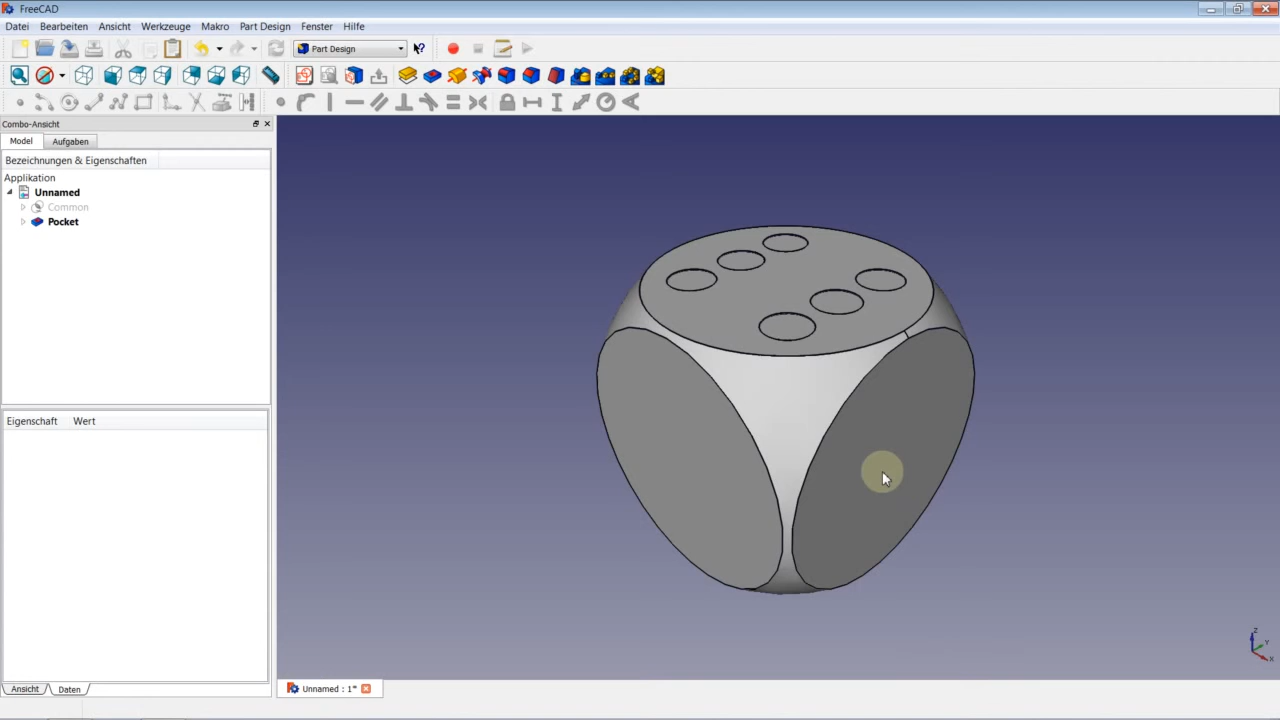 FreeCAD
Datei Bearbeiten Ansicht Werkzeuge Makro Part Design Fenster Hilfe
Part Design
Combo-Ansicht
Model Aufgaben
Bezeichnungen & Eigenschaften
Applikation
Unnamed
Common
Pocket
Eigenschaft Wert
Z
Y
X
Ansicht Daten
Unnamed : 1*